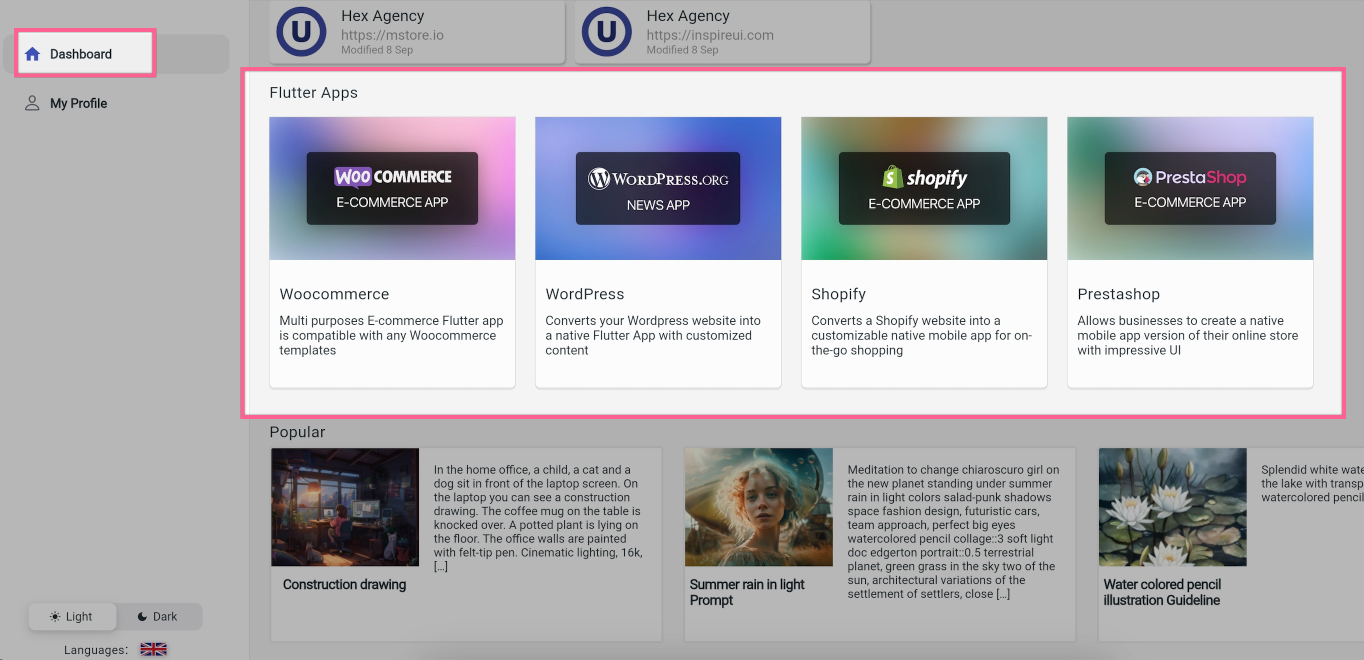 Dashboard
My Profile
Light
Dark
Languages:
U
Hex Agency
https://mstore.io
Modified 8 Sep
U
Hex Agency
https://inspireui.com
Modified 8 Sep
Flutter Apps
WOO COMMERCE
E-COMMERCE APP
Woocommerce
Multi purposes E-commerce Flutter app
is compatible with any Woocommerce
templates
WORDPRESS.ORG
NEWS APP
WordPress
Converts your Wordpress website into
a native Flutter App with customized
content
shopify
E-COMMERCE APP
Shopify
Converts a Shopify website into a
customizable native mobile app for on-
the-go shopping
PrestaShop
E-COMMERCE APP
Prestashop
Allows businesses to create a native
mobile app version of their online store
with impressive UI
Popular
In the home office, a child, a cat and a
dog sit in front of the laptop screen. On
the laptop you can see a construction
drawing. The coffee mug on the table is
knocked over. A potted plant is lying on
the floor. The office walls are painted
with felt-tip pen. Cinematic lighting, 16k,
[...]
Construction drawing
Meditation to change chiaroscuro girl on
the new planet standing under summer
rain in light colors salad-punk shadows
space fashion design, futuristic cars,
team approach, perfect big eyes
watercolored pencil collage::3 soft light
doc edgerton portrait::0.5 terrestrial
planet, green grass in the sky two of the
sun, architectural variations of the
settlement of settlers, close [...]
Summer rain in light
Prompt
Splendid white wate
the lake with transp
watercolored pencil
Water colored pencil
illustration Guideline